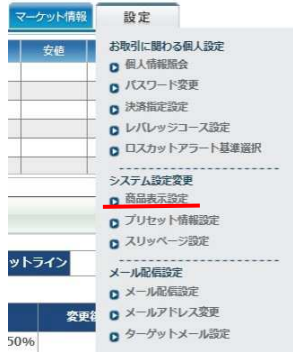 マーケット情報
設定
安値
お取引に関わる個人設定
個人情報照会
パスワード変更
決済指定設定
レバレッジコース設定
ロスカットアラート基準選択
システム設定変更
商品表示設定
プリセット情報設定
スリッページ設定
ットライン
メール配信設定
メール配信設定
変更
メールアドレス変更
50%
ターゲットメール設定